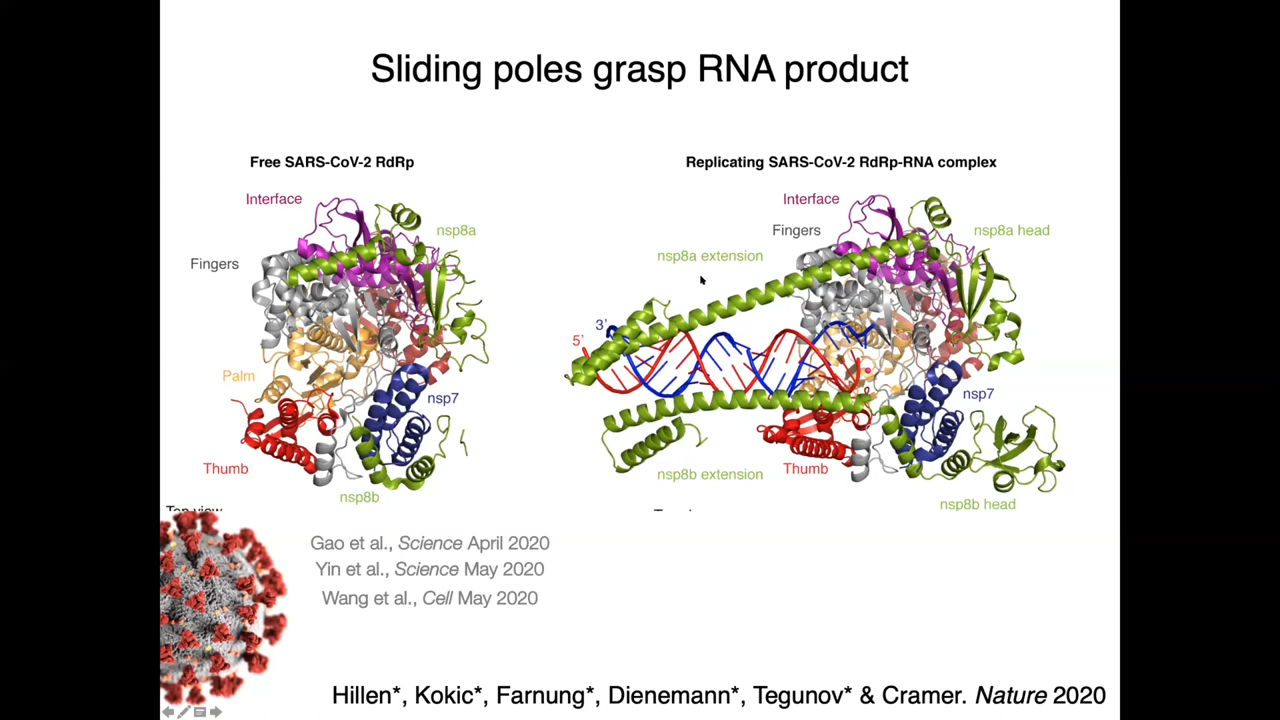 Sliding poles grasp RNA product
Free SARS-CoV-2 RdRp
Interface
nsp8a
Fingers
Palm
nsp7
Thumb
nsp8b
Top view
Replicating SARS-CoV-2 RdRp-RNA complex
Interface
Fingers
nsp8a head
nsp8a extension
3'
5'
nsp7
Thumb
nsp8b extension
nsp8b head
Gao et al., Science April 2020
Yin et al., Science May 2020
Wang et al., Cell May 2020
Hillen*, Kokic*, Farnung*, Dienemann*, Tegunov* & Cramer. Nature 2020